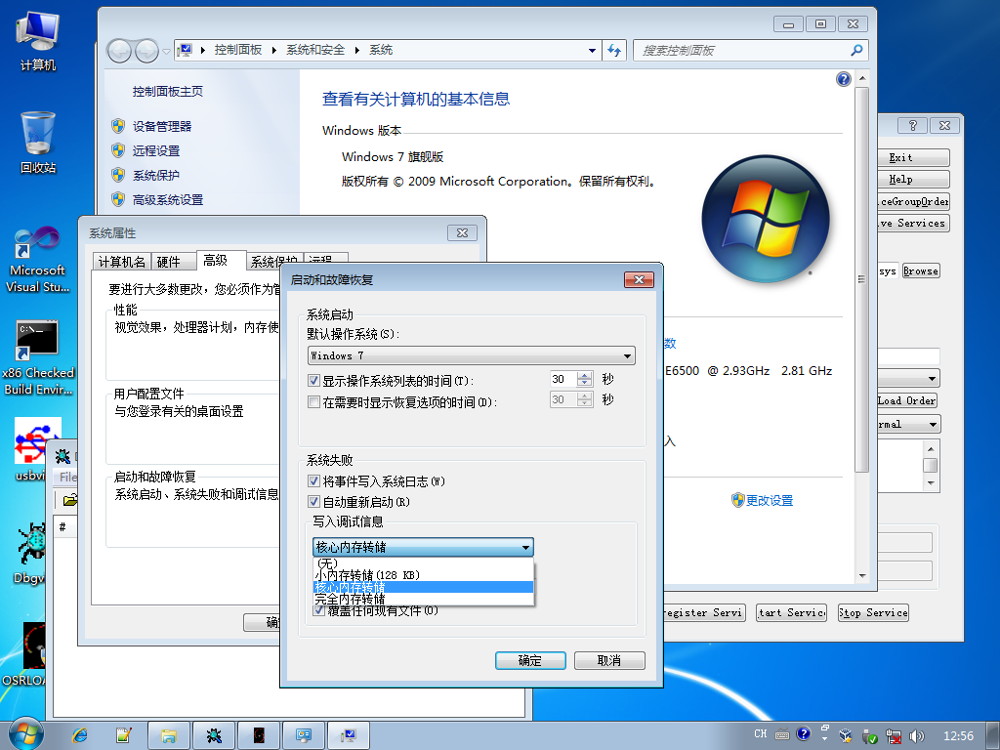 计算机
回收站
Microsoft
Visual Stu...
x86 Checked
Build Envir...
usbvi
Dbgvi
OSRLOA
控制面板
系统和安全
系统
搜索控制面板
控制面板主页
设备管理器
远程设置
系统保护
高级系统设置
查看有关计算机的基本信息
Windows 版本
Windows 7 旗舰版
版权所有 © 2009 Microsoft Corporation。保留所有权利。
数
E6500 @ 2.93GHz 2.81 GHz
入
更改设置
Exit
Help
ceGroupOrder
ve Services
sys
Browse
Load Order
rmal
register Servi
tart Servic
Stop Service
系统属性
计算机名
硬件
高级
系统保护
远程
要进行大多数更改，您必须作为管
性能
视觉效果，处理器计划，内存使
用户配置文件
与您登录有关的桌面设置
启动和故障恢复
系统启动、系统失败和调试信息
确
File
#
启动和故障恢复
系统启动
默认操作系统(S):
Windows 7
显示操作系统列表的时间(T):
30
秒
在需要时显示恢复选项的时间(D):
30
秒
系统失败
将事件写入系统日志(W)
自动重新启动(R)
写入调试信息
核心内存转储
(无)
小内存转储(128 KB)
核心内存转储
完全内存转储
覆盖任何现有文件(O)
确定
取消
CH
12:56